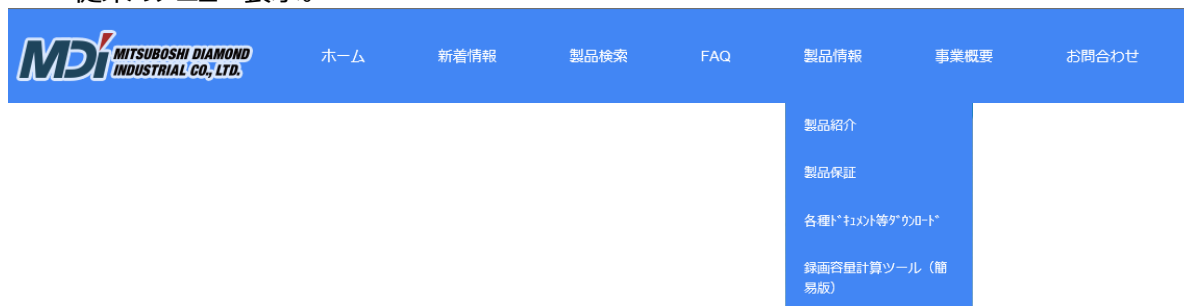 MDi MITSUBOSHI DIAMOND
INDUSTRIAL CO., LTD.
ホーム 新着情報 製品検索 FAQ 製品情報 事業概要 お問合わせ
製品紹介
製品保証
各種ﾄﾞｷｭﾒﾝﾄ等ﾀﾞｳﾝﾛｰﾄﾞ
録画容量計算ツール（簡
易版）